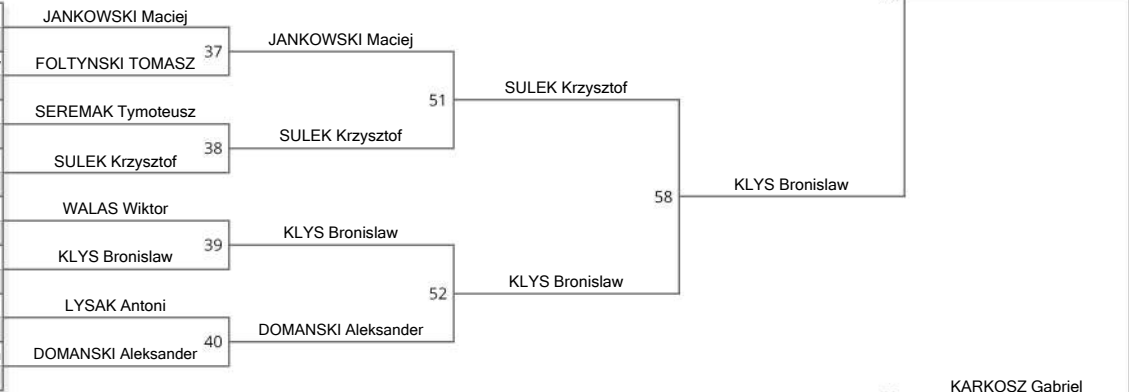 JANKOWSKI Maciej
37
FOLTYNSKI TOMASZ
JANKOWSKI Maciej
51
SEREMAK Tymoteusz
38
SULEK Krzysztof
SULEK Krzysztof
SULEK Krzysztof
58
KLYS Bronislaw
WALAS Wiktor
39
KLYS Bronislaw
KLYS Bronislaw
52
KLYS Bronislaw
LYSAK Antoni
40
DOMANSKI Aleksander
DOMANSKI Aleksander
KARKOSZ Gabriel